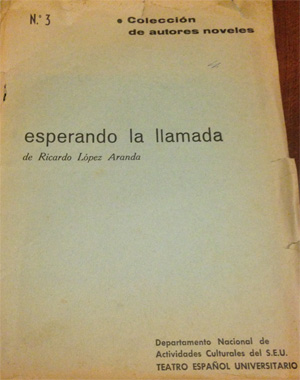 N.º 3
Colección
de autores noveles
esperando la llamada
de Ricardo López Aranda
Departamento Nacional de
Actividades Culturales del S.E.U.
TEATRO ESPAÑOL UNIVERSITARIO